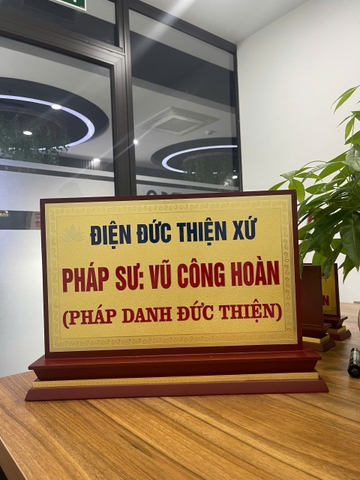 ĐIỆN ĐỨC THIỆN XỨ
PHÁP SƯ: VŨ CÔNG HOÀN
(PHÁP DANH ĐỨC THIỆN)